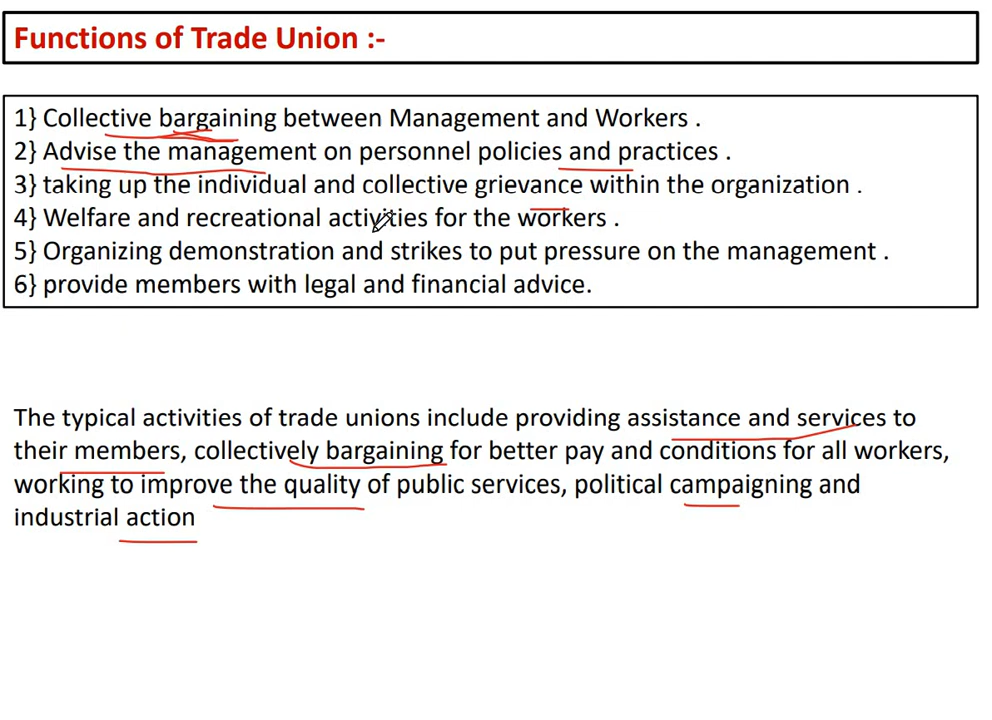 Functions of Trade Union :-
1} Collective bargaining between Management and Workers .
2} Advise the management on personnel policies and practices .
3} taking up the individual and collective grievance within the organization .
4} Welfare and recreational activities for the workers .
5} Organizing demonstration and strikes to put pressure on the management .
6} provide members with legal and financial advice.
The typical activities of trade unions include providing assistance and services to
their members, collectively bargaining for better pay and conditions for all workers,
working to improve the quality of public services, political campaigning and
industrial action